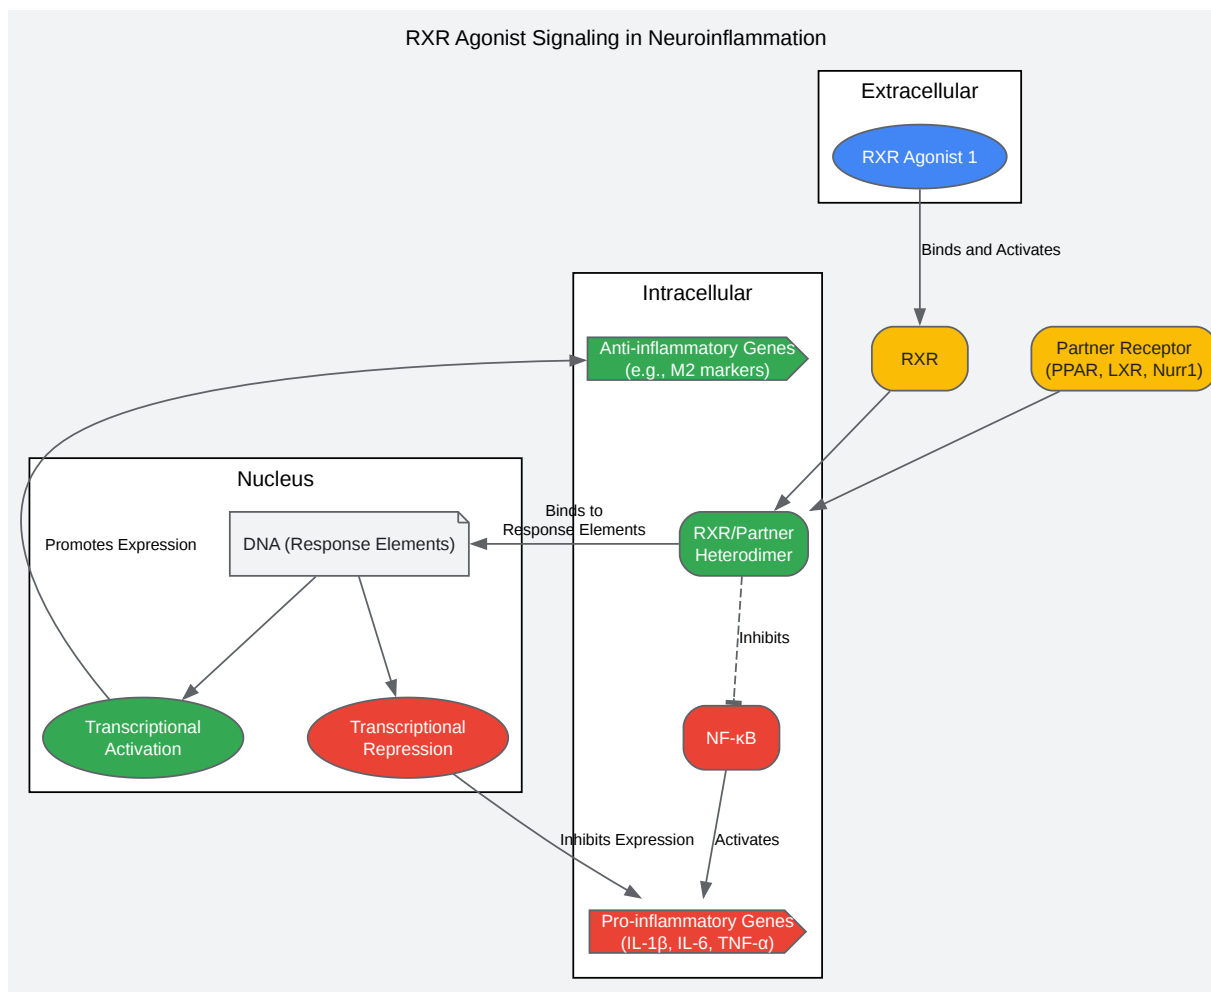 RXR Agonist Signaling in Neuroinflammation
Extracellular
RXR Agonist 1
Binds and Activates
Intracellular
Anti-inflammatory Genes
(e.g., M2 markers)
RXR
Partner Receptor
(PPAR, LXR, Nurr1)
Nucleus
Binds to
Response Elements
RXR/Partner
Heterodimer
Promotes Expression
DNA (Response Elements)
Inhibits
Transcriptional
Activation
Transcriptional
Repression
NF-κB
Inhibits Expression
Activates
Pro-inflammatory Genes
(IL-1β, IL-6, TNF-α)